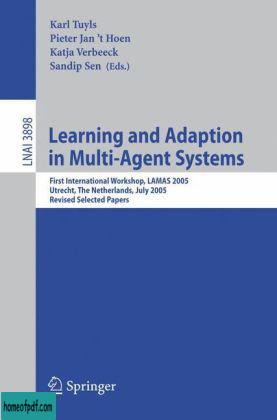 Karl Tuyls
Pieter Jan 't Hoen
Katja Verbeeck
Sandip Sen (Eds.)
LNAI 3898
Learning and Adaption
in Multi-Agent Systems
First International Workshop, LAMAS 2005
Utrecht, The Netherlands, July 2005
Revised Selected Papers
Springer
homeofpdf.com